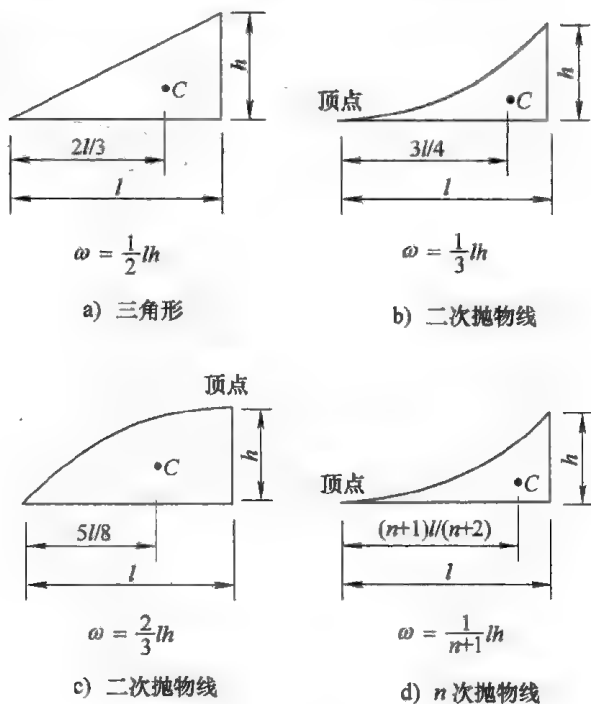 h
C
2l/3
l
ω = 1/2 lh
a) 三角形
顶点
h
C
3l/4
l
ω = 1/3 lh
b) 二次抛物线
顶点
h
C
5l/8
l
ω = 2/3 lh
c) 二次抛物线
顶点
h
C
(n+1)l/(n+2)
l
ω = 1/(n+1) lh
d) n 次抛物线